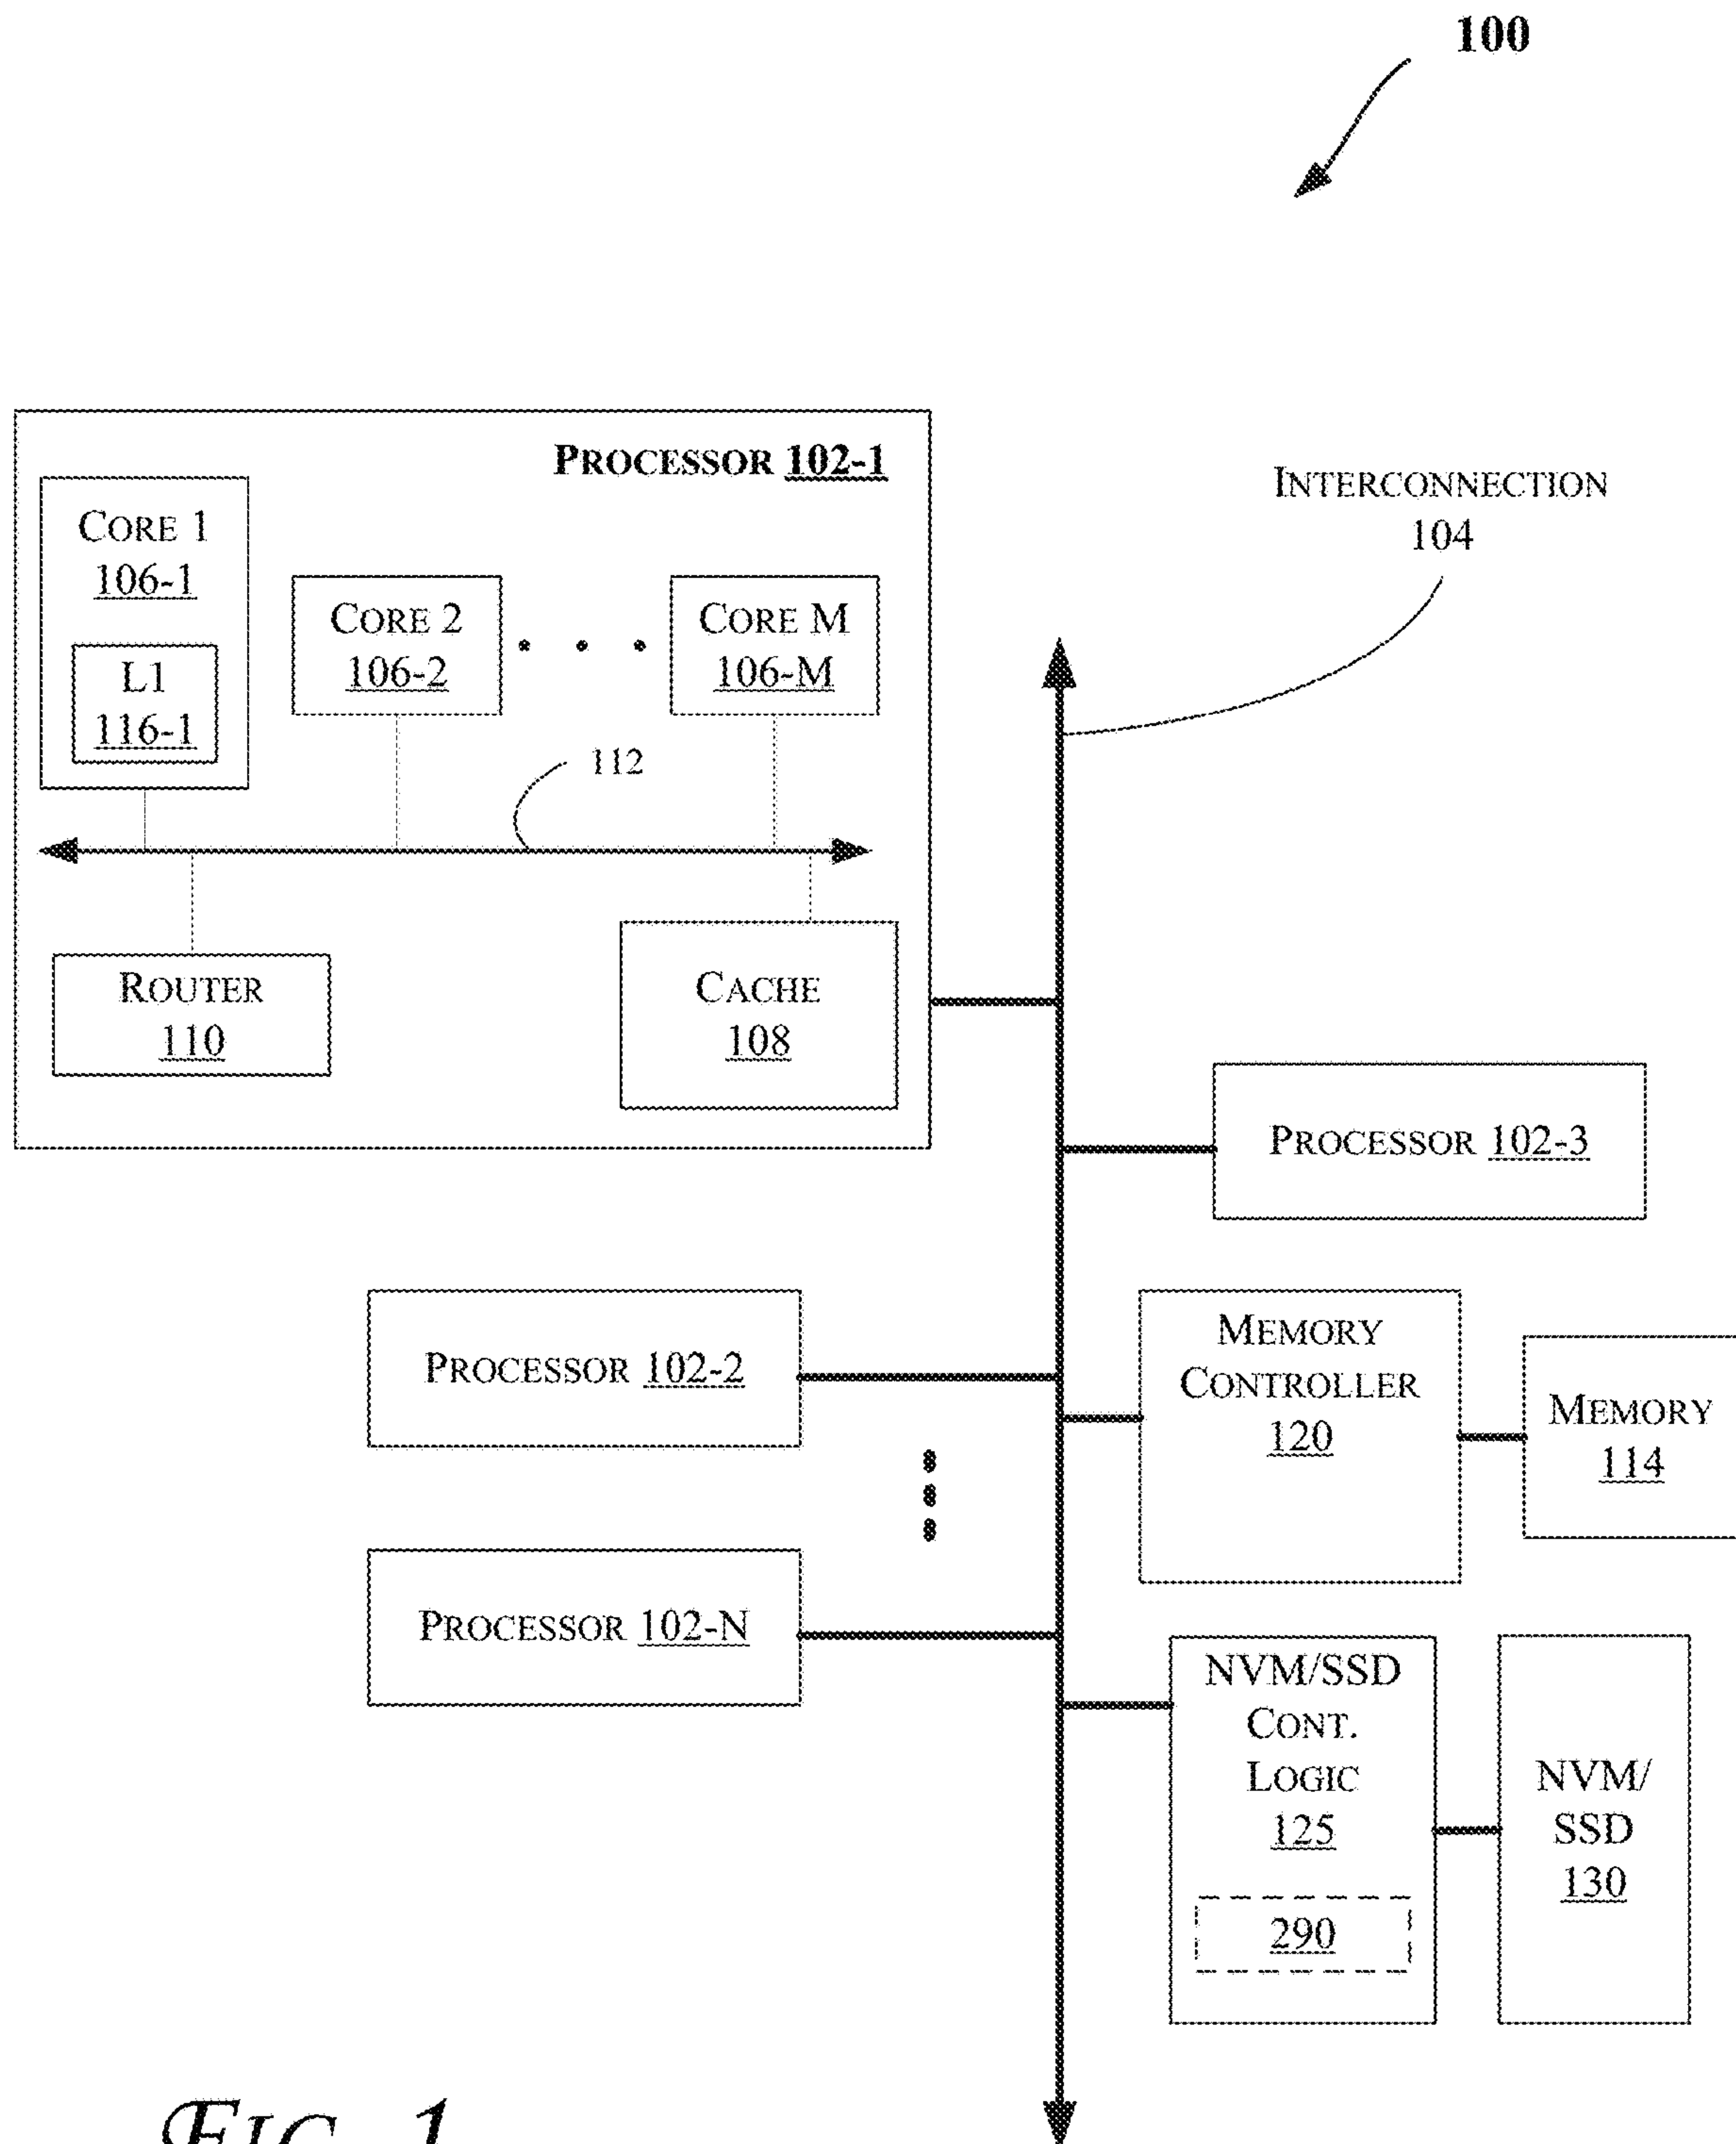 100
PROCESSOR 102-1
CORE 1
106-1
L1
116-1
CORE 2
106-2
CORE M
106-M
112
ROUTER
110
CACHE
108
INTERCONNECTION
104
PROCESSOR 102-3
PROCESSOR 102-2
MEMORY
CONTROLLER
120
MEMORY
114
PROCESSOR 102-N
NVM/SSD
CONT.
LOGIC
125
290
NVM/
SSD
130
FIG. 1